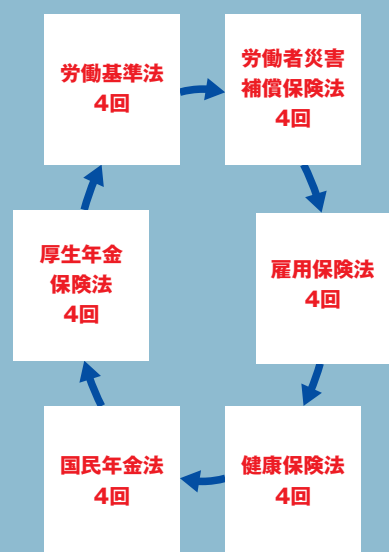 労働基準法
4回
労働者災害
補償保険法
4回
雇用保険法
4回
健康保険法
4回
国民年金法
4回
厚生年金
保険法
4回